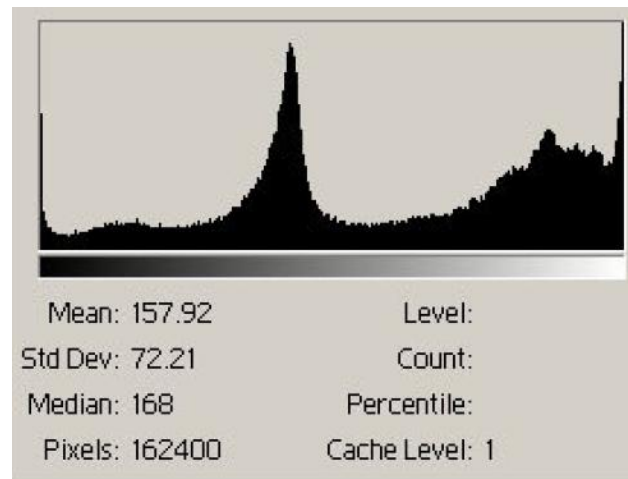 Mean: 157.92 Level:
Std Dev: 72.21 Count:
Median: 168 Percentile:
Pixels: 162400 Cache Level: 1